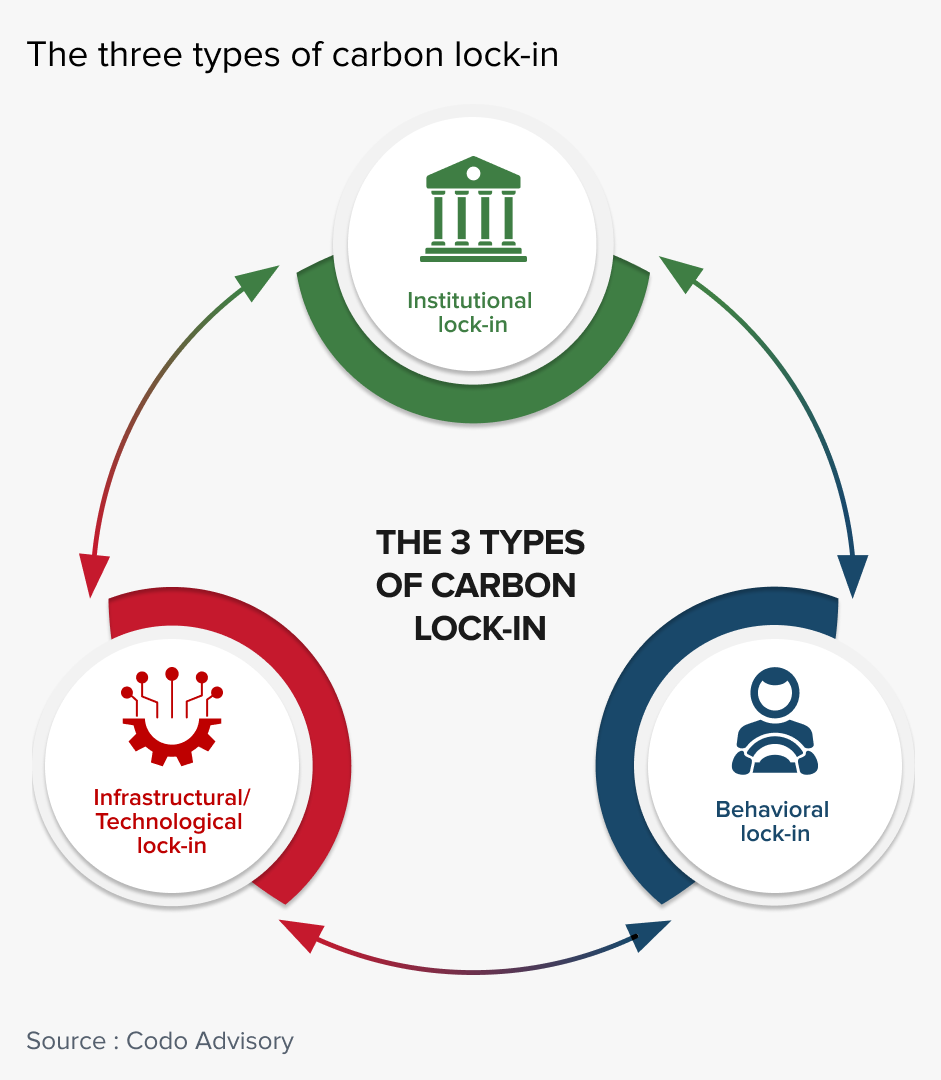 The three types of carbon lock-in
Institutional
lock-in
THE 3 TYPES
OF CARBON
LOCK-IN
Infrastructural/
Technological
lock-in
Behavioral
lock-in
Source : Codo Advisory